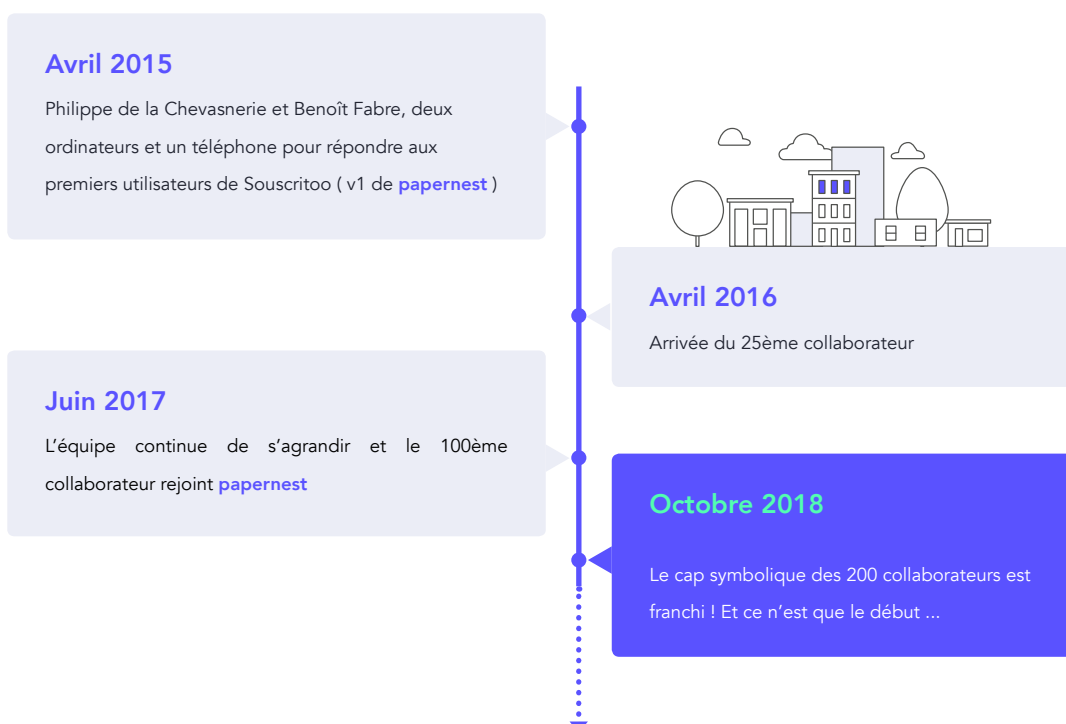 Avril 2015
Philippe de la Chevasnerie et Benoît Fabre, deux
ordinateurs et un téléphone pour répondre aux
premiers utilisateurs de Souscritoo ( v1 de papernest )
Avril 2016
Arrivée du 25ème collaborateur
Juin 2017
L’équipe continue de s’agrandir et le 100ème
collaborateur rejoint papernest
Octobre 2018
Le cap symbolique des 200 collaborateurs est
franchi ! Et ce n’est que le début ...